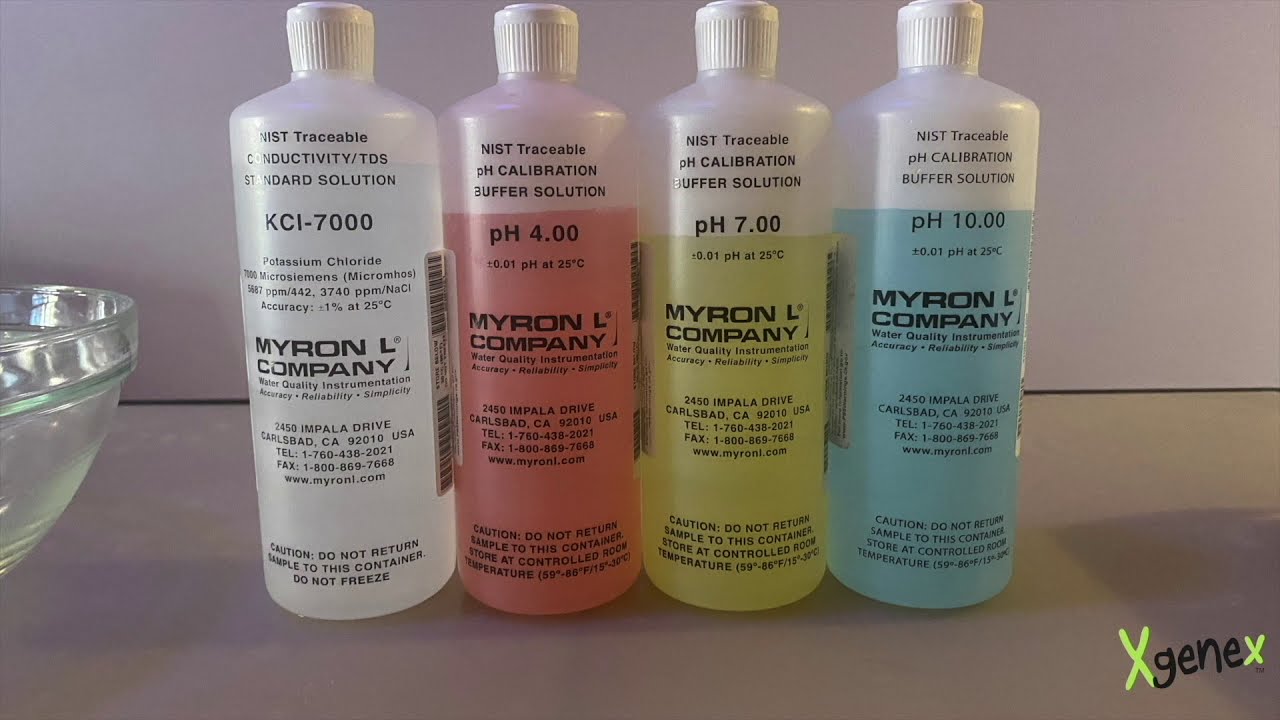 NIST Traceable
CONDUCTIVITY/TDS
STANDARD SOLUTION
KCl-7000
Potassium Chloride
7000 Microsiemens (Micromhos)
5687 ppm/442, 3740 ppm/NaCl
Accuracy: ±1% at 25°C
MYRON L®
COMPANY
Water Quality Instrumentation
Accuracy • Reliability • Simplicity
2450 IMPALA DRIVE
CARLSBAD, CA 92010 USA
TEL: 1-760-438-2021
FAX: 1-800-869-7668
www.myronl.com
CAUTION: DO NOT RETURN
SAMPLE TO THIS CONTAINER.
DO NOT FREEZE
NIST Traceable
pH CALIBRATION
BUFFER SOLUTION
pH 4.00
±0.01 pH at 25°C
MYRON L®
COMPANY
Water Quality Instrumentation
Accuracy • Reliability • Simplicity
2450 IMPALA DRIVE
CARLSBAD, CA 92010 USA
TEL: 1-760-438-2021
FAX: 1-800-869-7668
www.myronl.com
CAUTION: DO NOT RETURN
SAMPLE TO THIS CONTAINER.
STORE AT CONTROLLED ROOM
TEMPERATURE (59°-86°F/15°-30°C)
NIST Traceable
pH CALIBRATION
BUFFER SOLUTION
pH 7.00
±0.01 pH at 25°C
MYRON L®
COMPANY
Water Quality Instrumentation
Accuracy • Reliability • Simplicity
2450 IMPALA DRIVE
CARLSBAD, CA 92010 USA
TEL: 1-760-438-2021
FAX: 1-800-869-7668
www.myronl.com
CAUTION: DO NOT RETURN
SAMPLE TO THIS CONTAINER.
STORE AT CONTROLLED ROOM
TEMPERATURE (59°-86°F/15°-30°C)
NIST Traceable
pH CALIBRATION
BUFFER SOLUTION
pH 10.00
±0.01 pH at 25°C
MYRON L®
COMPANY
Water Quality Instrumentation
Accuracy • Reliability • Simplicity
2450 IMPALA DRIVE
CARLSBAD, CA 92010 USA
TEL: 1-760-438-2021
FAX: 1-800-869-7668
www.myronl.com
CAUTION: DO NOT RETURN
SAMPLE TO THIS CONTAINER.
STORE AT CONTROLLED ROOM
TEMPERATURE (59°-86°F/15°-30°C)
Xgenex™